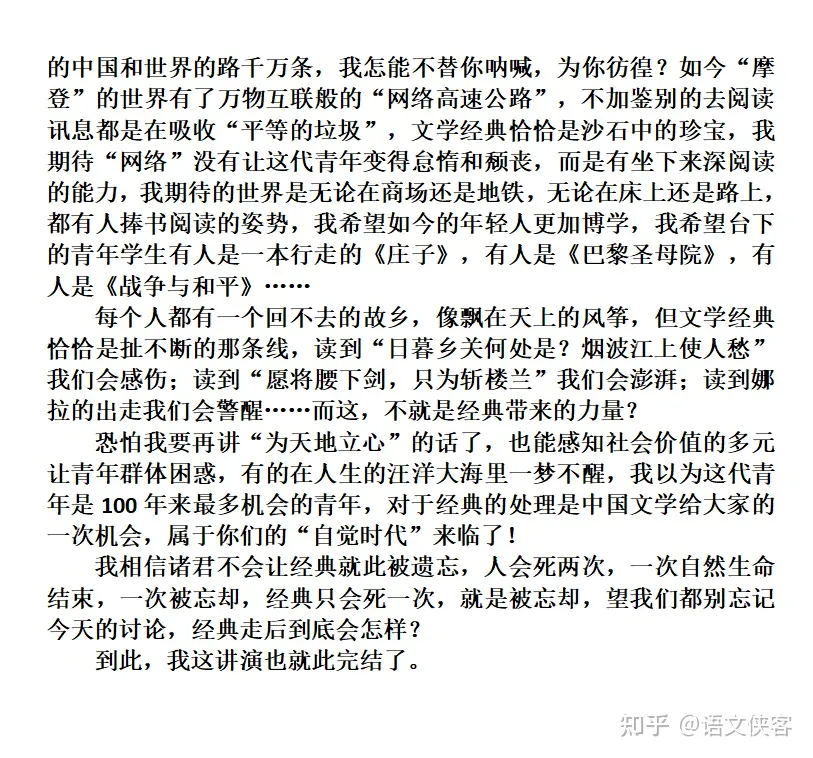 的中国和世界的路千万条，我怎能不替你呐喊，为你彷徨？如今“摩
登”的世界有了万物互联般的“网络高速公路”，不加鉴别的去阅读
讯息都是在吸收“平等的垃圾”，文学经典恰恰是沙石中的珍宝，我
期待“网络”没有让这代青年变得怠惰和颓丧，而是有坐下来深阅读
的能力，我期待的世界是无论在商场还是地铁，无论在床上还是路上，
都有人捧书阅读的姿势，我希望如今的年轻人更加博学，我希望台下
的青年学生有人是一本行走的《庄子》，有人是《巴黎圣母院》，有
人是《战争与和平》……
每个人都有一个回不去的故乡，像飘在天上的风筝，但文学经典
恰恰是扯不断的那条线，读到“日暮乡关何处是？烟波江上使人愁”
我们会感伤；读到“愿将腰下剑，只为斩楼兰”我们会澎湃；读到娜
拉的出走我们会警醒……而这，不就是经典带来的力量？
恐怕我要再讲“为天地立心”的话了，也能感知社会价值的多元
让青年群体困惑，有的在人生的汪洋大海里一梦不醒，我以为这代青
年是 100 年来最多机会的青年，对于经典的处理是中国文学给大家的
一次机会，属于你们的“自觉时代”来临了！
我相信诸君不会让经典就此被遗忘，人会死两次，一次自然生命
结束，一次被忘却，经典只会死一次，就是被忘却，望我们都别忘记
今天的讨论，经典走后到底会怎样？
到此，我这讲演也就此完结了。
知乎 @语文侠客